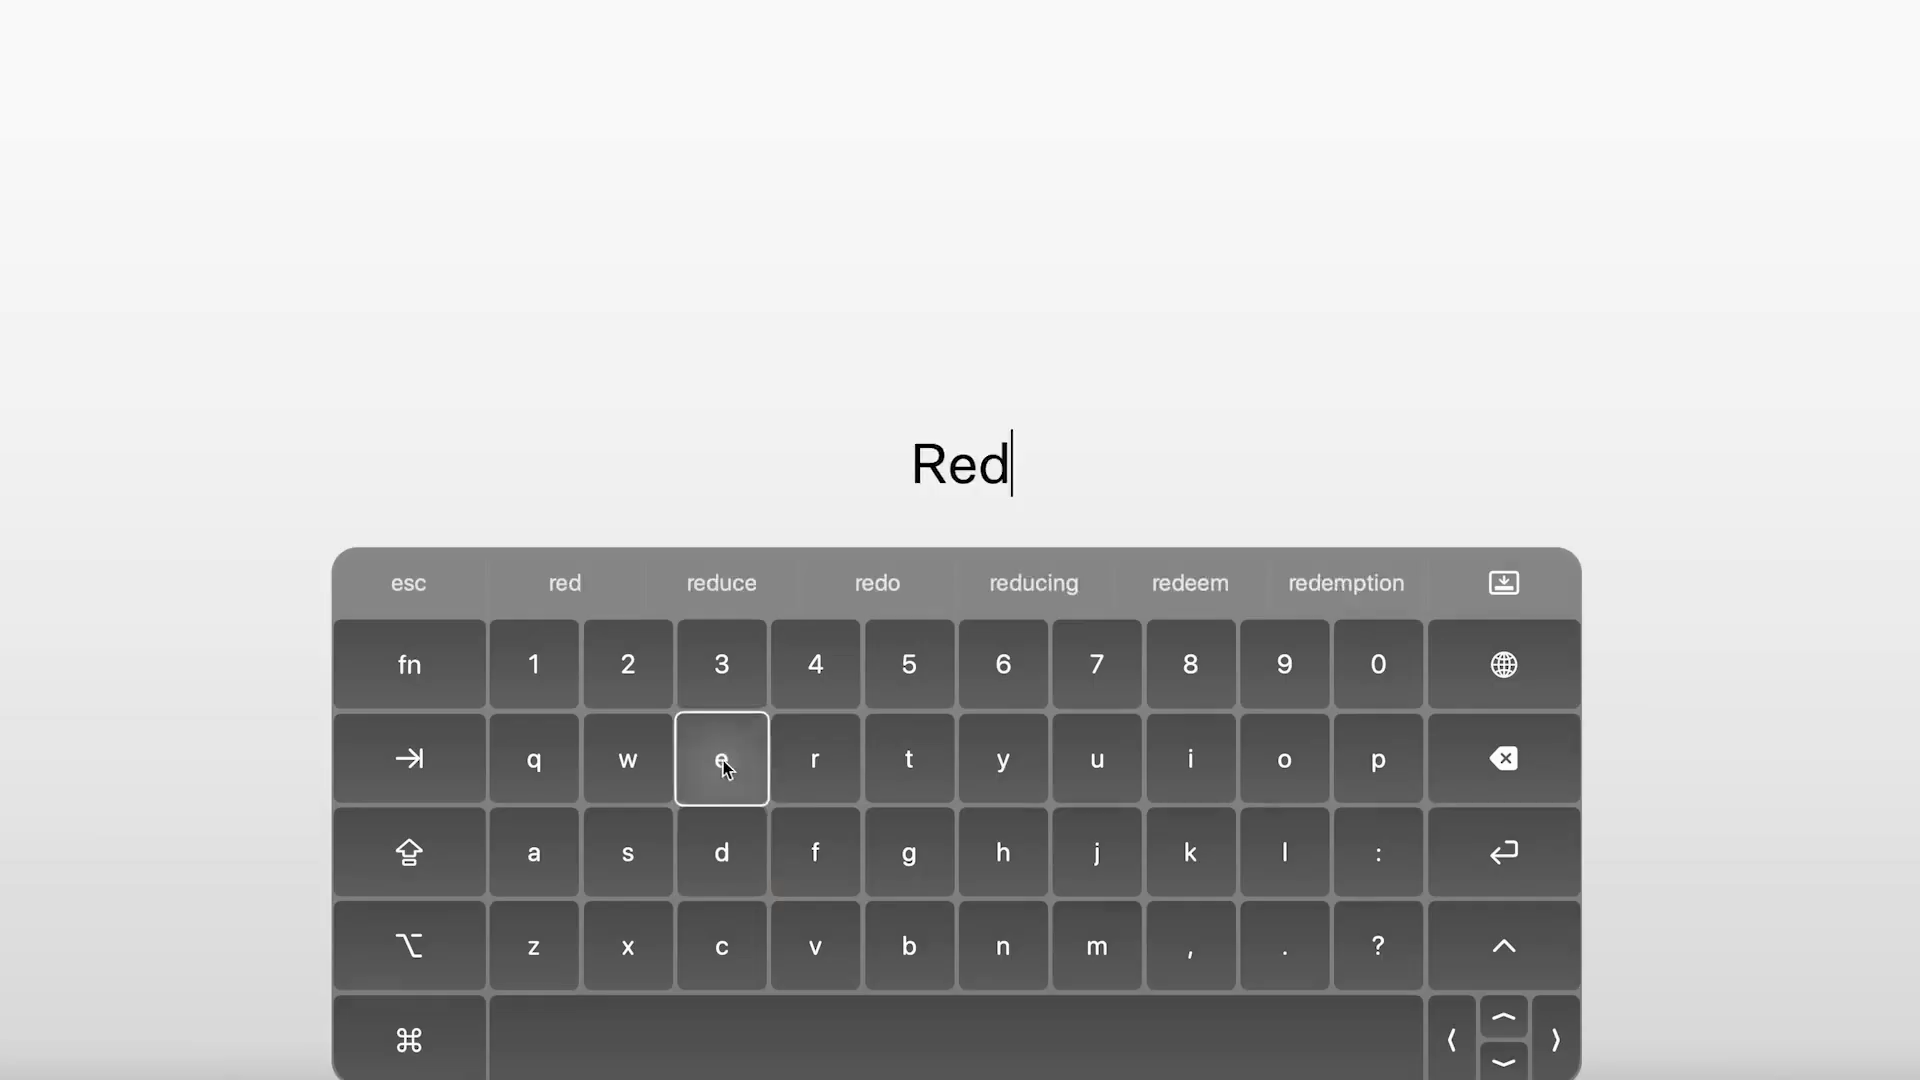 Red
esc red reduce redo reducing redeem redemption
fn 1 2 3 4 5 6 7 8 9 0
q w e r t y u i o p
a s d f g h j k l :
z x c v b n m , . ?